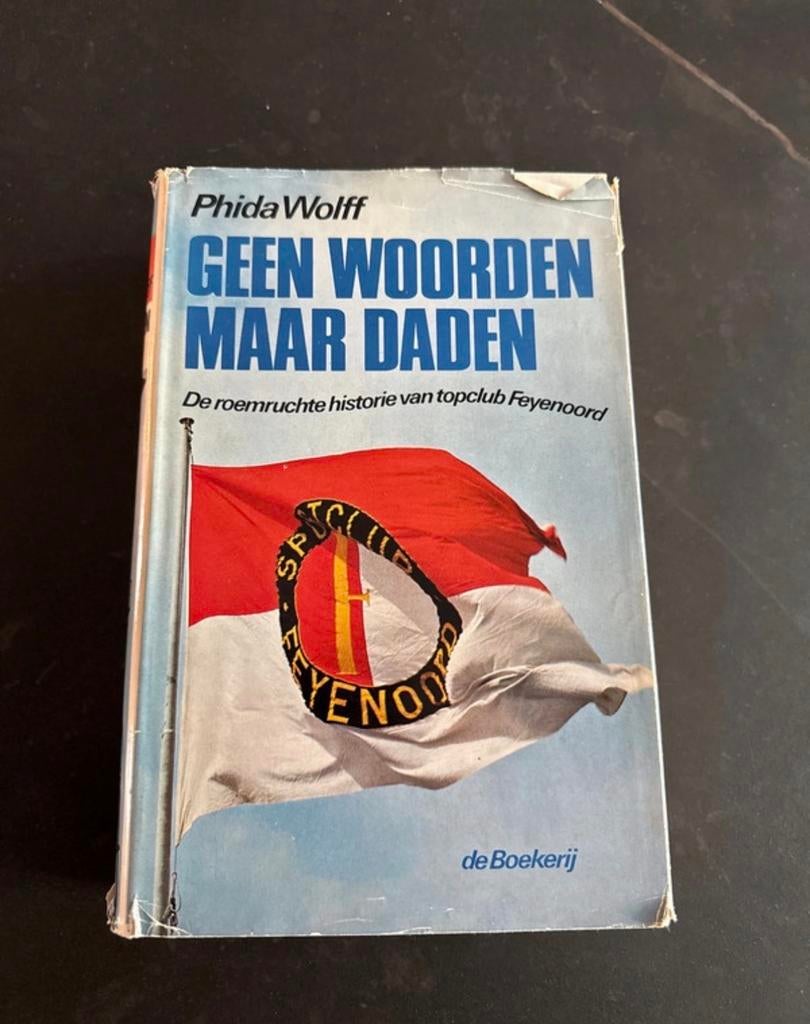 Phida Wolff
GEEN WOORDEN
MAAR DADEN
De roemruchte historie van topclub Feyenoord
SPORTCLUB
FEYENOORD
de Boekerij